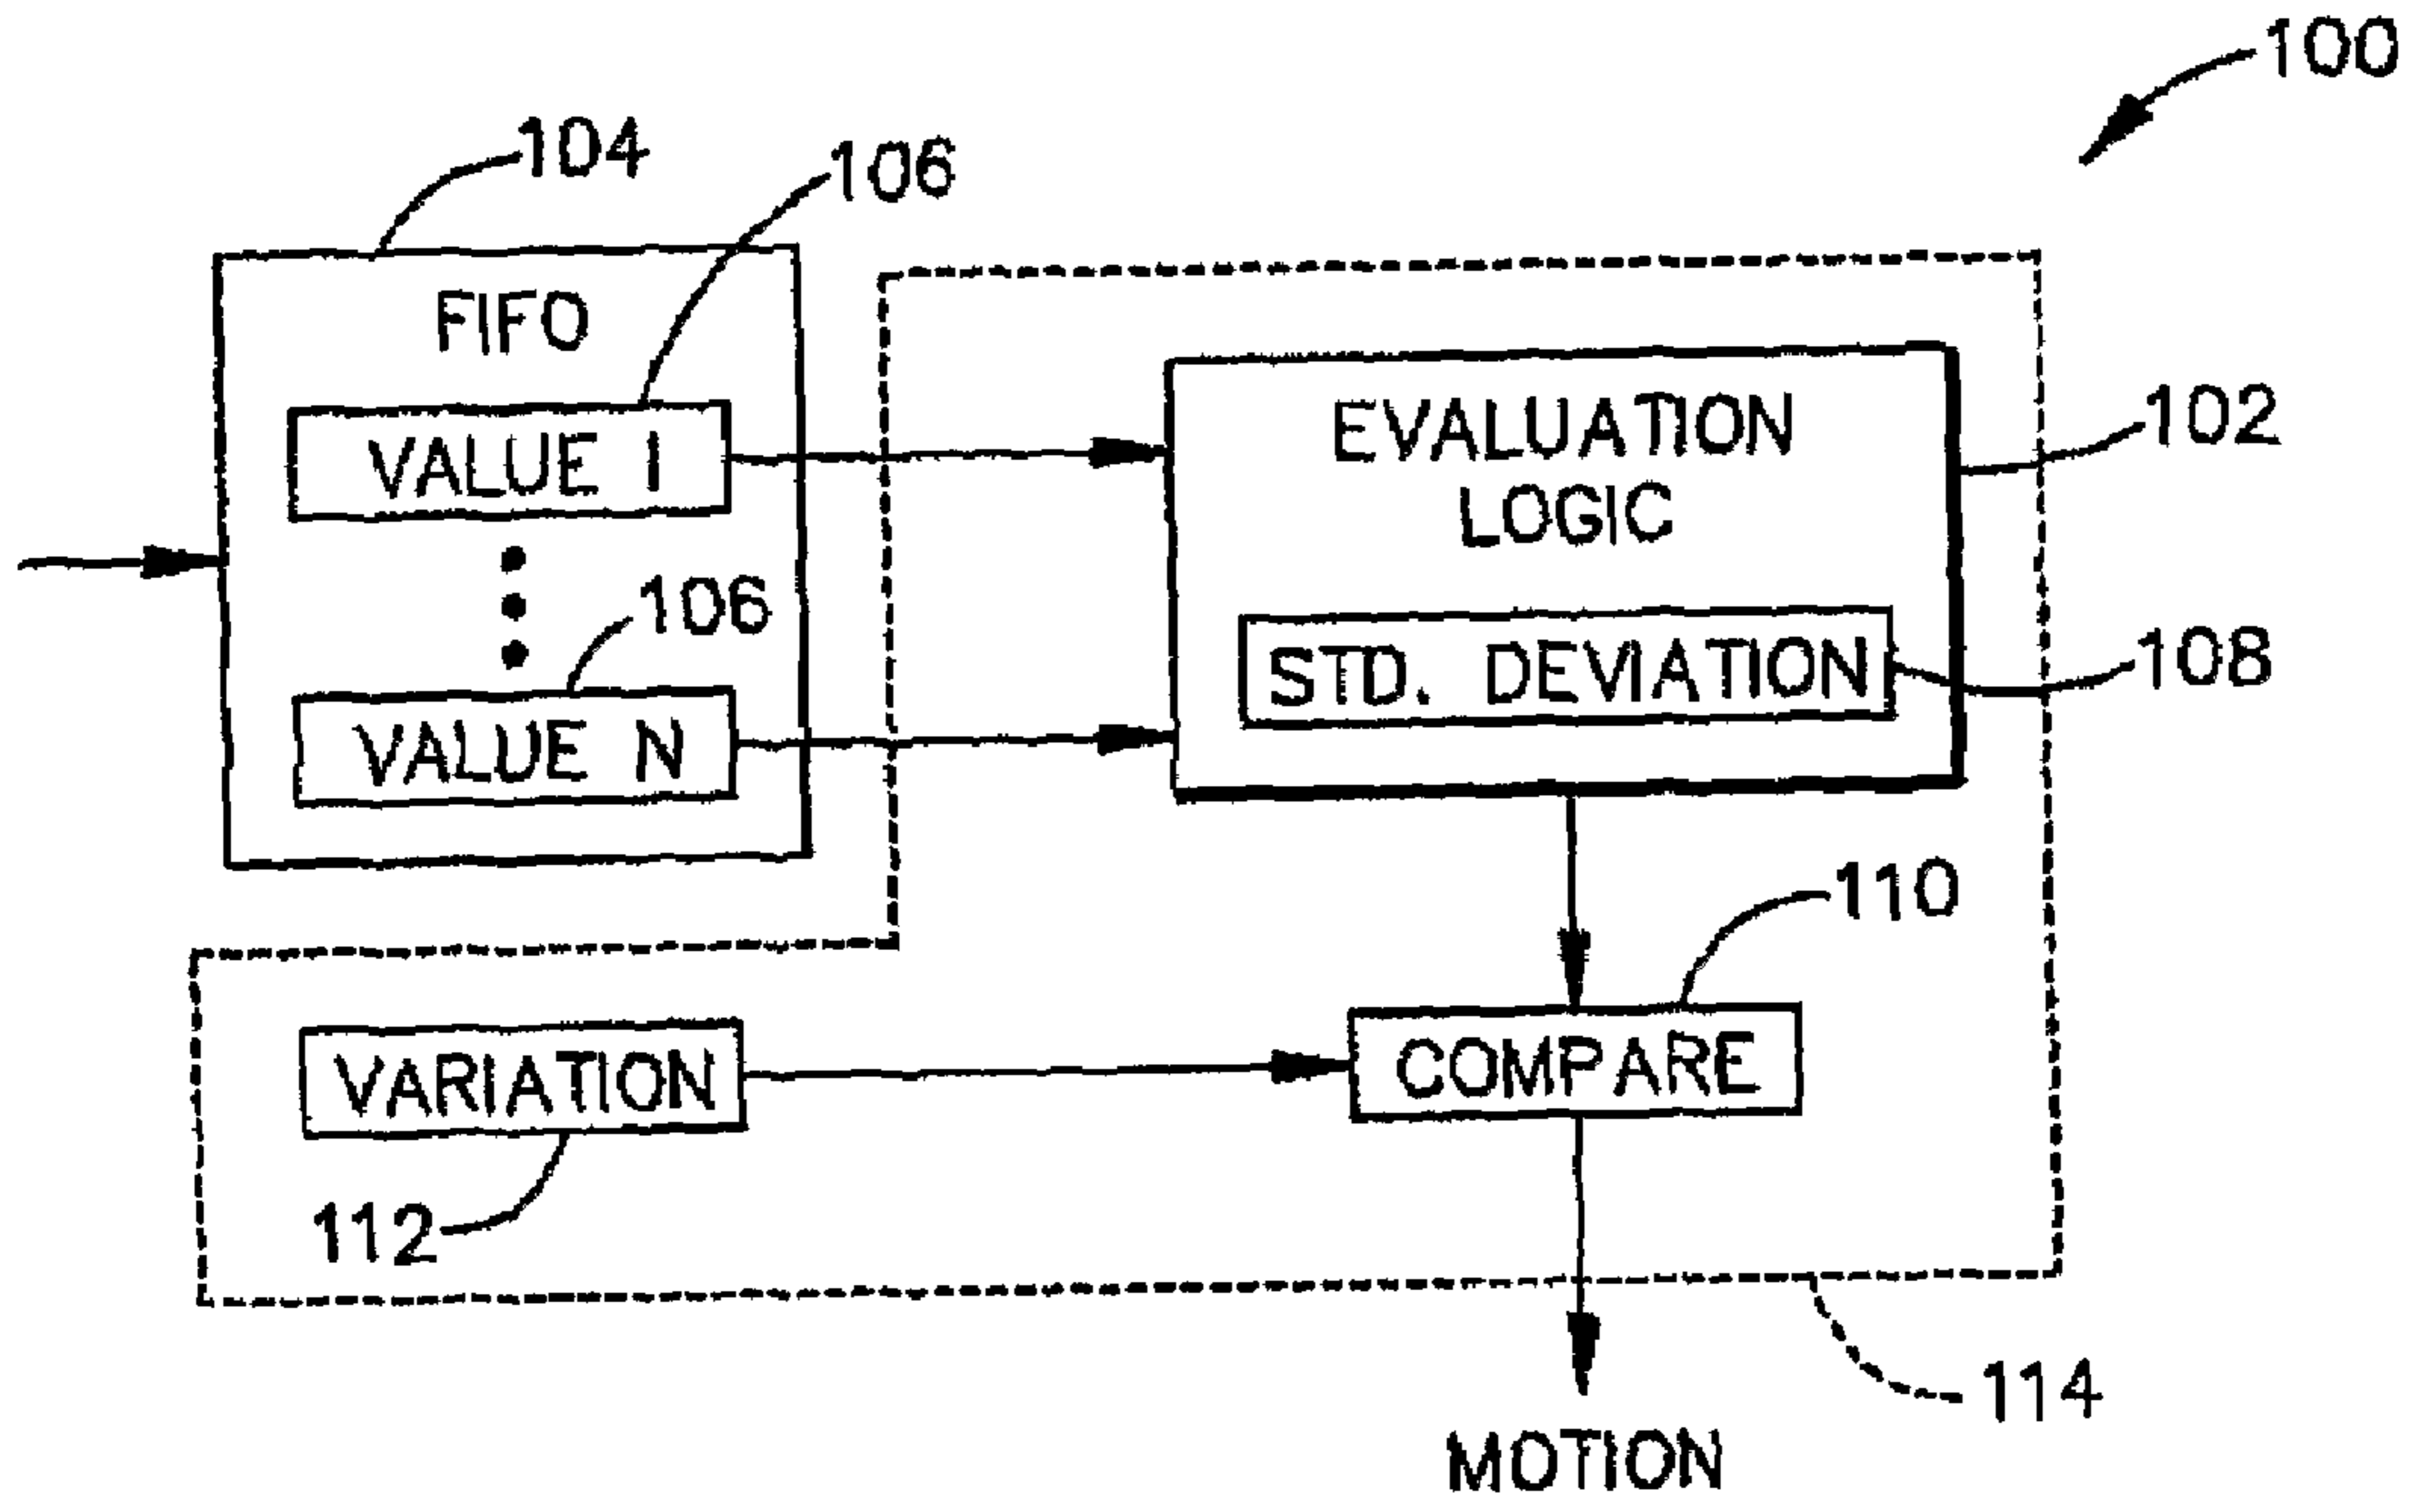 100
104
106
FIFO
VALUE 1
106
VALUE N
EVALUATION
LOGIC
102
STD. DEVIATION
108
110
VARIATION
COMPARE
112
114
MOTION